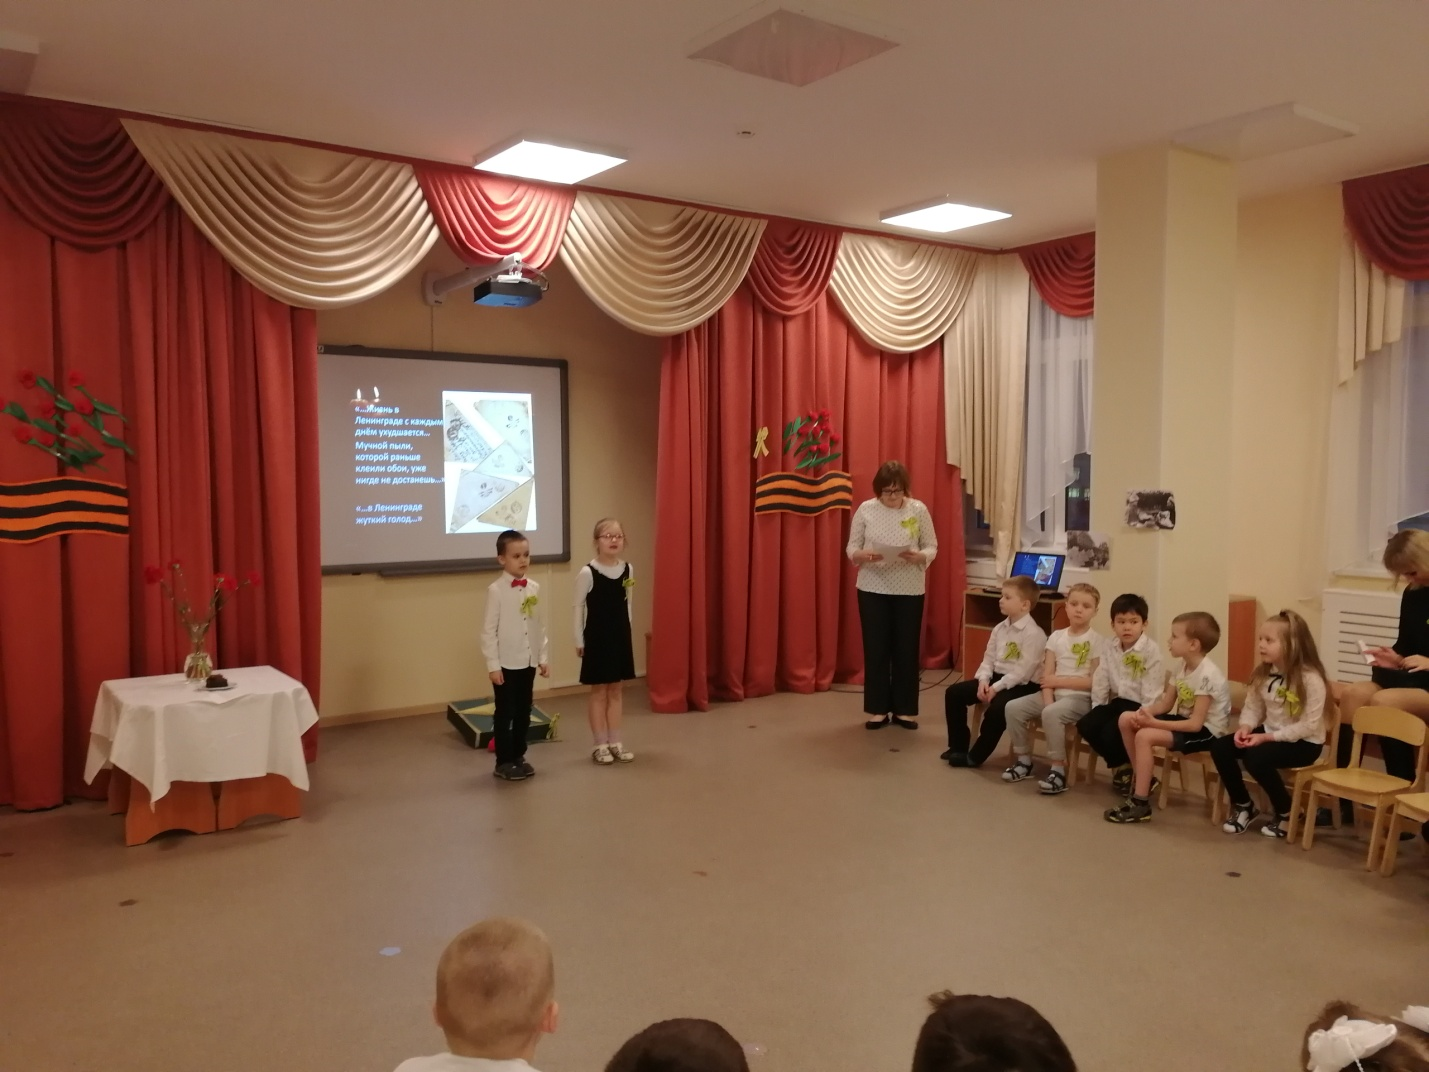 «...Жизнь в
Ленинграде с каждым
днём ухудшается...
Мучной пыли,
которой раньше
клеили обои, уже
нигде не достанешь...»
«...в Ленинграде
жуткий голод...»